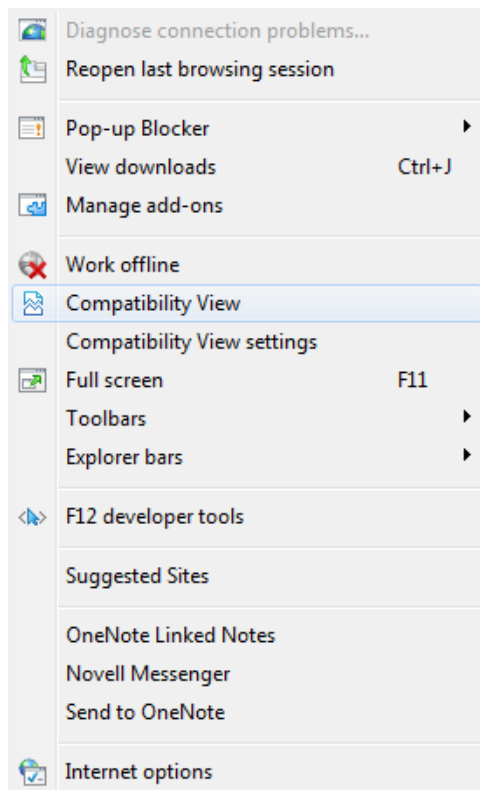 Diagnose connection problems...
Reopen last browsing session
Pop-up Blocker
View downloads Ctrl+J
Manage add-ons
Work offline
Compatibility View
Compatibility View settings
Full screen F11
Toolbars
Explorer bars
F12 developer tools
Suggested Sites
OneNote Linked Notes
Novell Messenger
Send to OneNote
Internet options